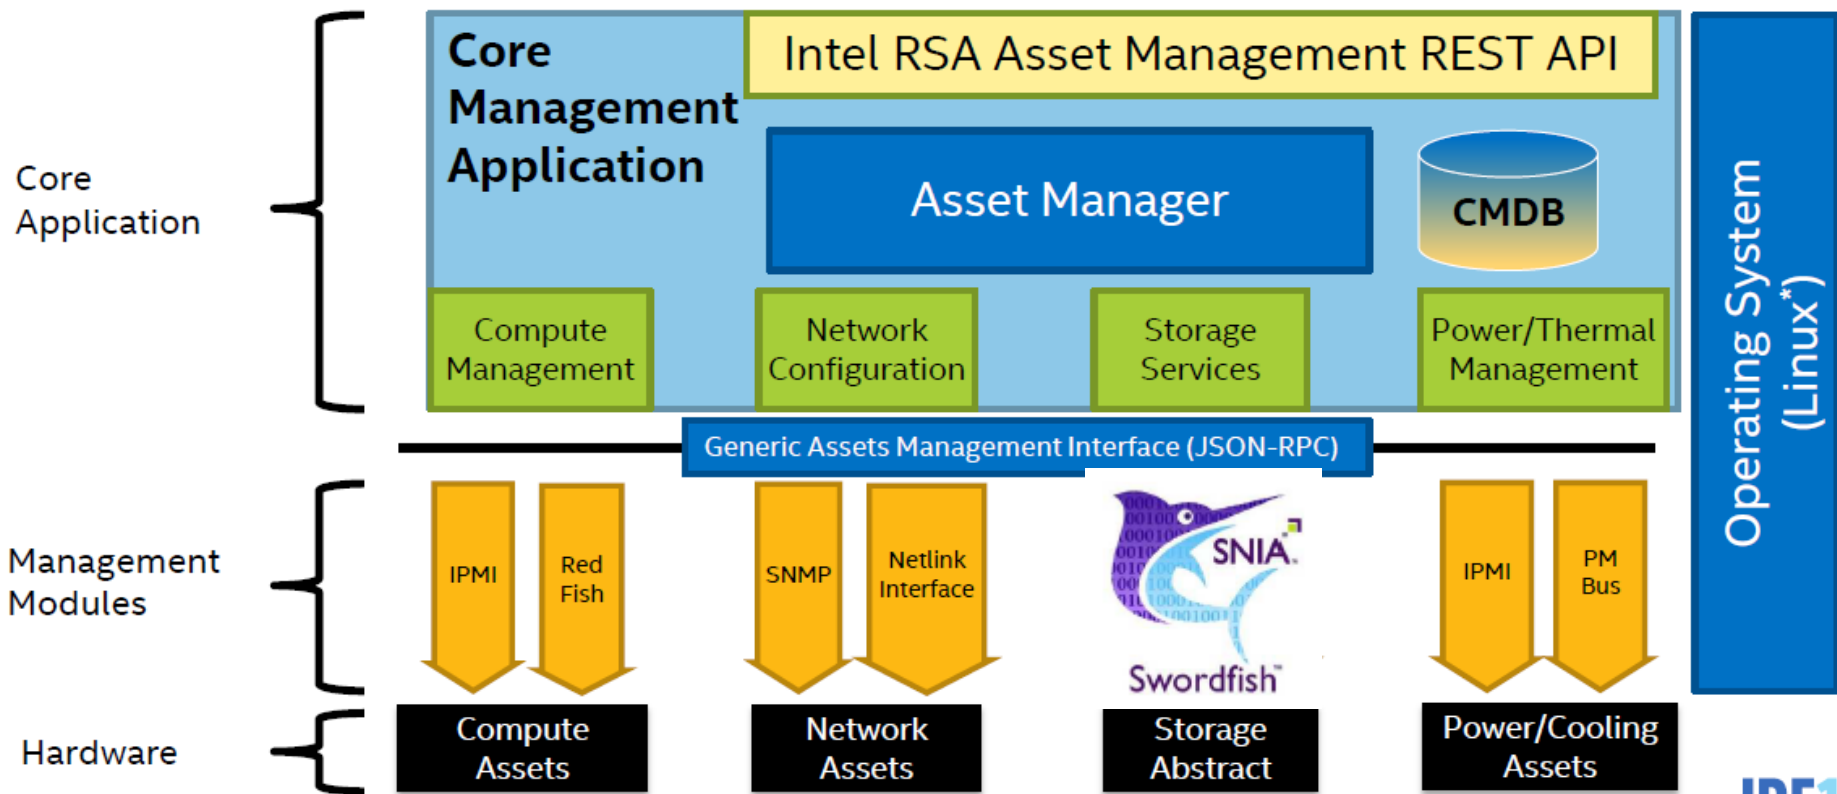 Core
Management
Application
Intel RSA Asset Management REST API
Asset Manager
CMDB
Core
Application
Compute
Management
Network
Configuration
Storage
Services
Power/Thermal
Management
Operating System
(Linux*)
Generic Assets Management Interface (JSON-RPC)
Management
Modules
IPMI
Red
Fish
SNMP
Netlink
Interface
SNIA™
Swordfish™
IPMI
PM
Bus
Hardware
Compute
Assets
Network
Assets
Storage
Abstract
Power/Cooling
Assets